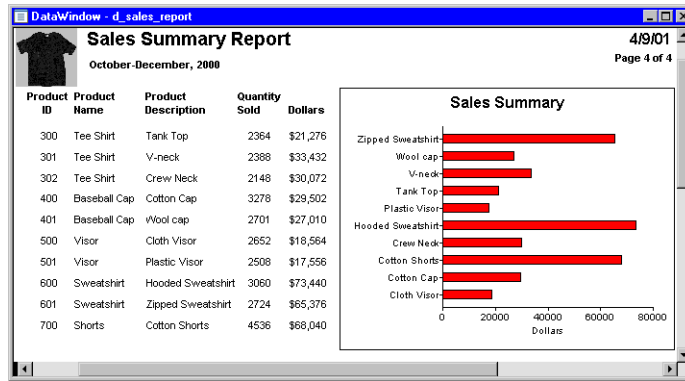 DataWindow - d_sales_report
Sales Summary Report
4/9/01
October-December, 2000
Page 4 of 4
Product Product Product Quantity
ID Name Description Sold Dollars
300 Tee Shirt Tank Top 2364 $21,276
301 Tee Shirt V-neck 2388 $33,432
302 Tee Shirt Crew Neck 2148 $30,072
400 Baseball Cap Cotton Cap 3278 $29,502
401 Baseball Cap Wool cap 2701 $27,010
500 Visor Cloth Visor 2652 $18,564
501 Visor Plastic Visor 2508 $17,556
600 Sweatshirt Hooded Sweatshirt 3060 $73,440
601 Sweatshirt Zipped Sweatshirt 2724 $65,376
700 Shorts Cotton Shorts 4536 $68,040
Sales Summary
Zipped Sweatshirt
Wool cap
V-neck
Tank Top
Plastic Visor
Hooded Sweatshirt
Crew Neck
Cotton Shorts
Cotton Cap
Cloth Visor
0 20000 40000 60000 80000
Dollars